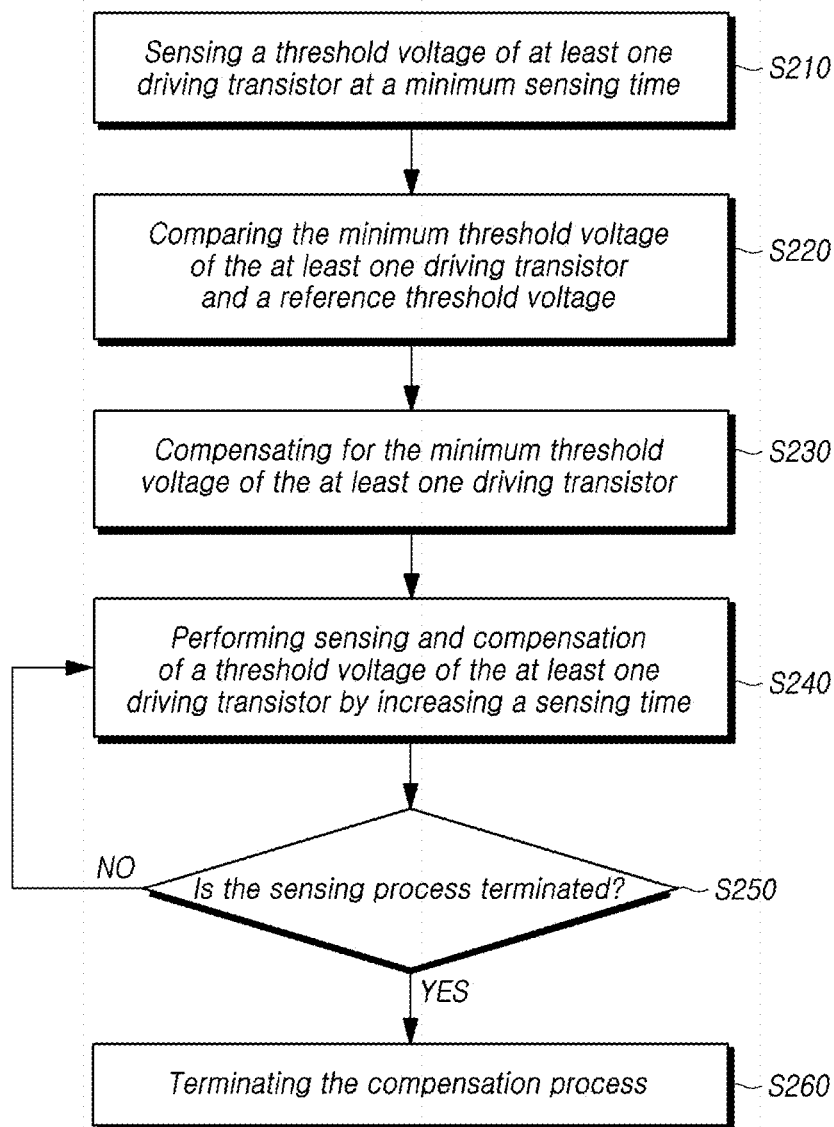 Sensing a threshold voltage of at least one
driving transistor at a minimum sensing time
S210
Comparing the minimum threshold voltage
of the at least one driving transistor
and a reference threshold voltage
S220
Compensating for the minimum threshold
voltage of the at least one driving transistor
S230
Performing sensing and compensation
of a threshold voltage of the at least one
driving transistor by increasing a sensing time
S240
NO
Is the sensing process terminated?
S250
YES
Terminating the compensation process
S260